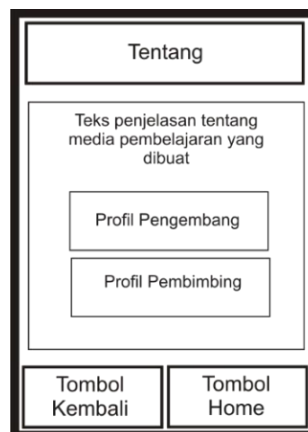 Tentang
Teks penjelasan tentang
media pembelajaran yang
dibuat
Profil Pengembang
Profil Pembimbing
Tombol
Kembali
Tombol
Home